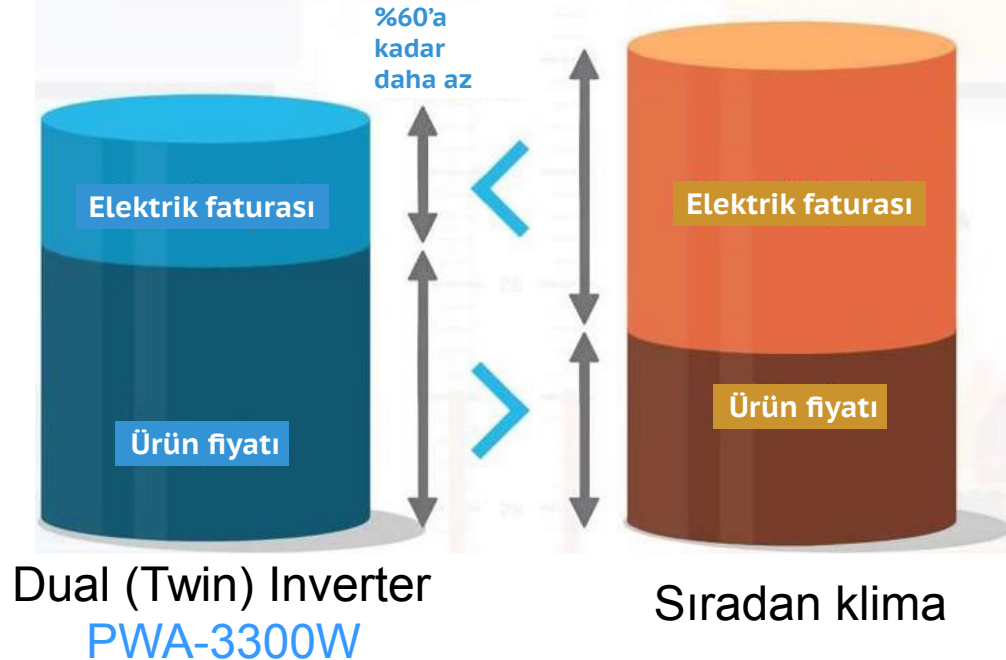 %60'a
kadar
daha az
Elektrik faturası
Elektrik faturası
Ürün fiyatı
Ürün fiyatı
Dual (Twin) Inverter
PWA-3300W
Sıradan klima